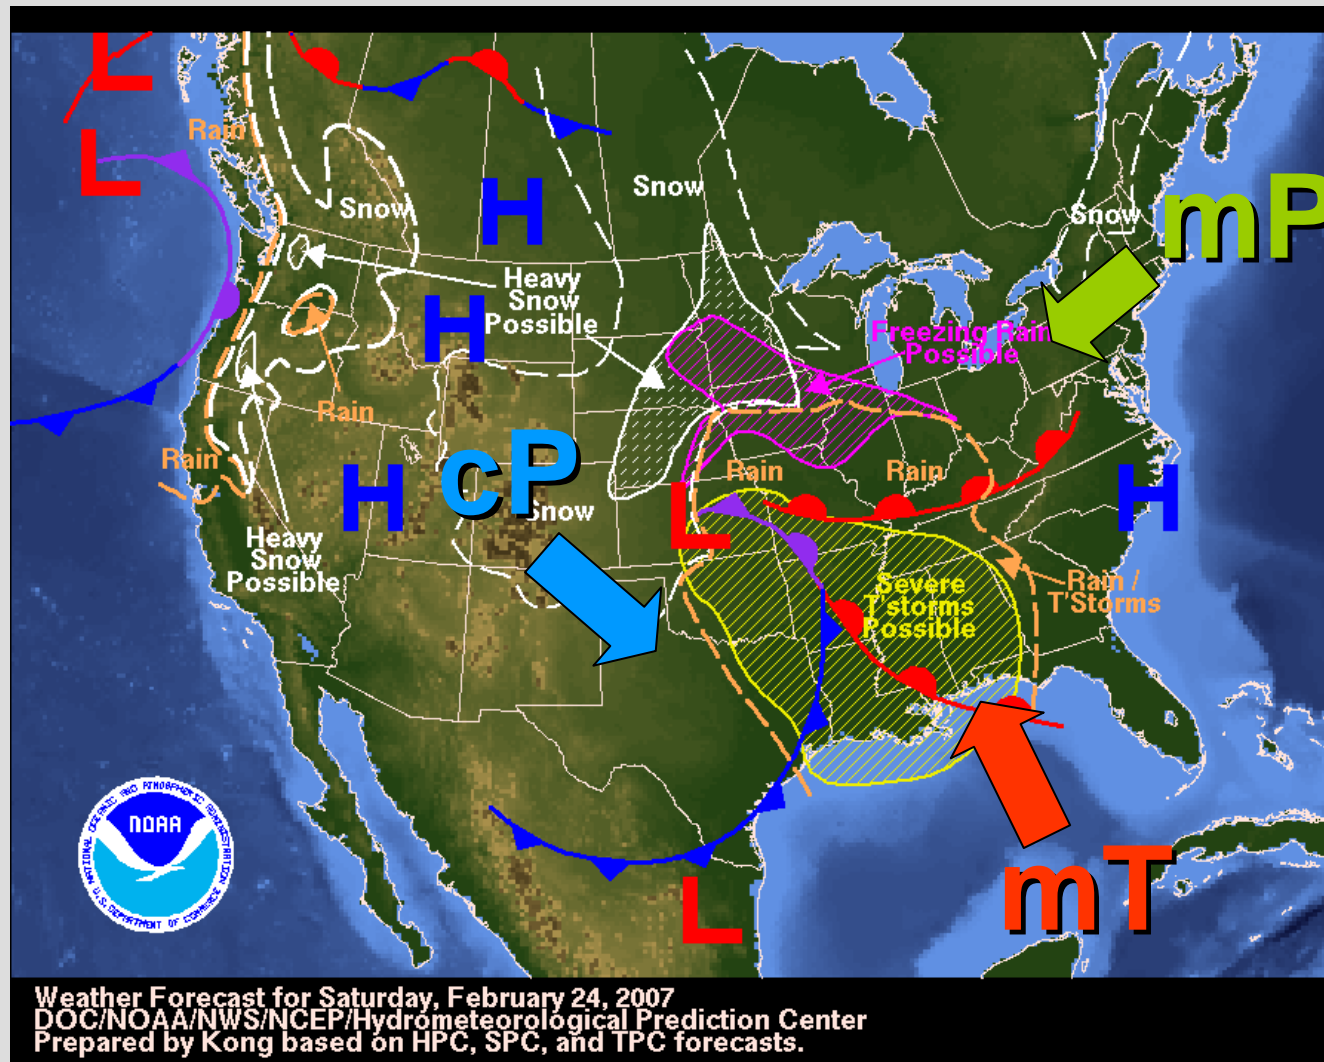 L
L
Rain
Snow
Snow
Snow
mP
H
Heavy
Snow
Possible
H
Freezing Rain
Possible
Rain
Rain
cP
Rain
Rain
H
H
L
Snow
Heavy
Snow
Possible
Severe
T'storms
Possible
Rain /
T'Storms
NATIONAL OCEANIC AND ATMOSPHERIC ADMINISTRATION
NOAA
U.S. DEPARTMENT OF COMMERCE
mT
L
Weather Forecast for Saturday, February 24, 2007
DOC/NOAA/NWS/NCEP/Hydrometeorological Prediction Center
Prepared by Kong based on HPC, SPC, and TPC forecasts.